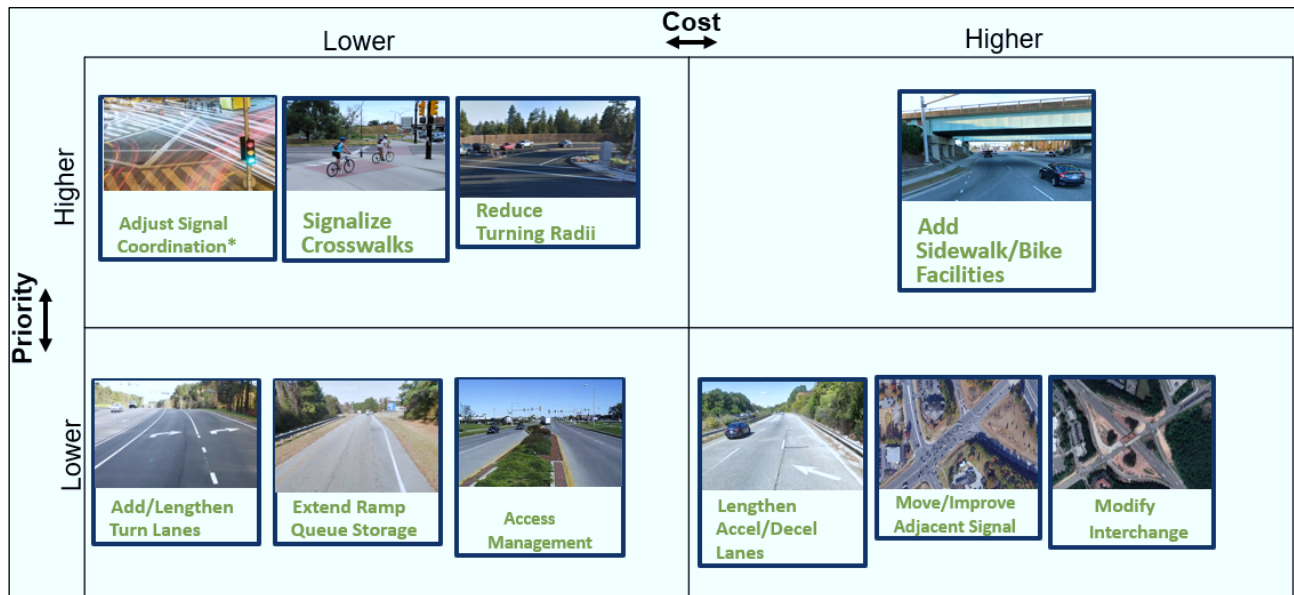 Cost
Lower
Higher
Priority
Higher
Adjust Signal
Coordination*
Signalize
Crosswalks
Reduce
Turning Radii
Add
Sidewalk/Bike
Facilities
Lower
Add/Lengthen
Turn Lanes
Extend Ramp
Queue Storage
Access
Management
Lengthen
Accel/Decel
Lanes
Move/Improve
Adjacent Signal
Modify
Interchange